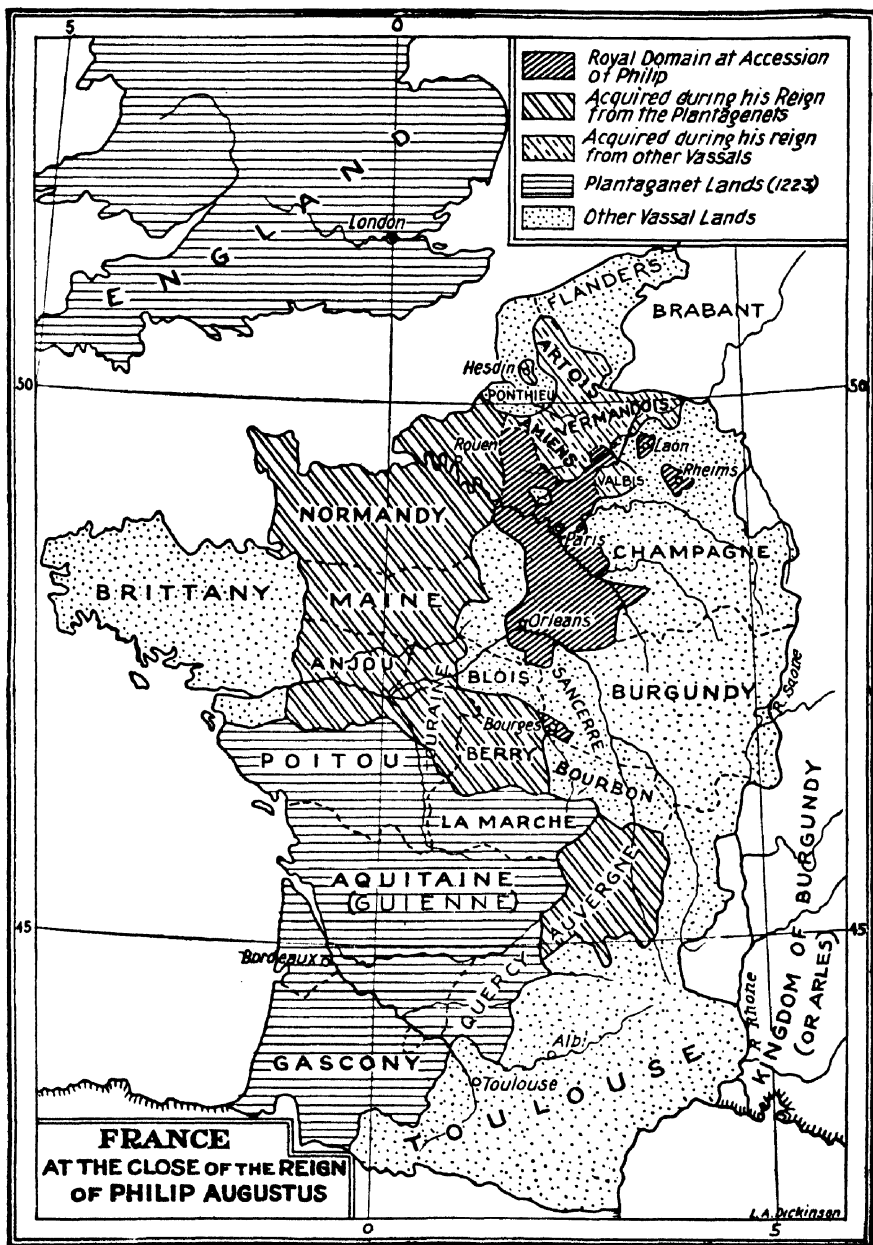 5
0
Royal Domain at Accession
of Philip
Acquired during his Reign
from the Plantagenets
Acquired during his reign
from other Vassals
Plantaganet Lands (1223)
Other Vassal Lands
ENGLAND
London
FLANDERS
BRABANT
Hesdin
ARTOIS
50
50
PONTHIEU
VERMANDOIS
AMIENS
Rouen
Laon
Rheims
VALBIS
NORMANDY
Paris
CHAMPAGNE
BRITTANY
MAINE
Orleans
ANJOU
BLOIS
SANCERRE
BURGUNDY
R. Saone
TOURAINE
Bourges
BERRY
POITOU
BOURBON
LA MARCHE
AQUITAINE
(GUIENNE)
AUVERGNE
45
45
KINGDOM OF BURGUNDY
(OR ARLES)
Bordeaux
QUERCY
R. Rhone
Albi
GASCONY
Toulouse
TOULOUSE
FRANCE
AT THE CLOSE OF THE REIGN
OF PHILIP AUGUSTUS
L.A. Dickinson
0
5